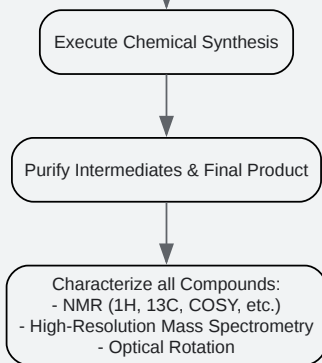 Execute Chemical Synthesis
Purify Intermediates & Final Product
Characterize all Compounds:
- NMR (1H, 13C, COSY, etc.)
- High-Resolution Mass Spectrometry
- Optical Rotation